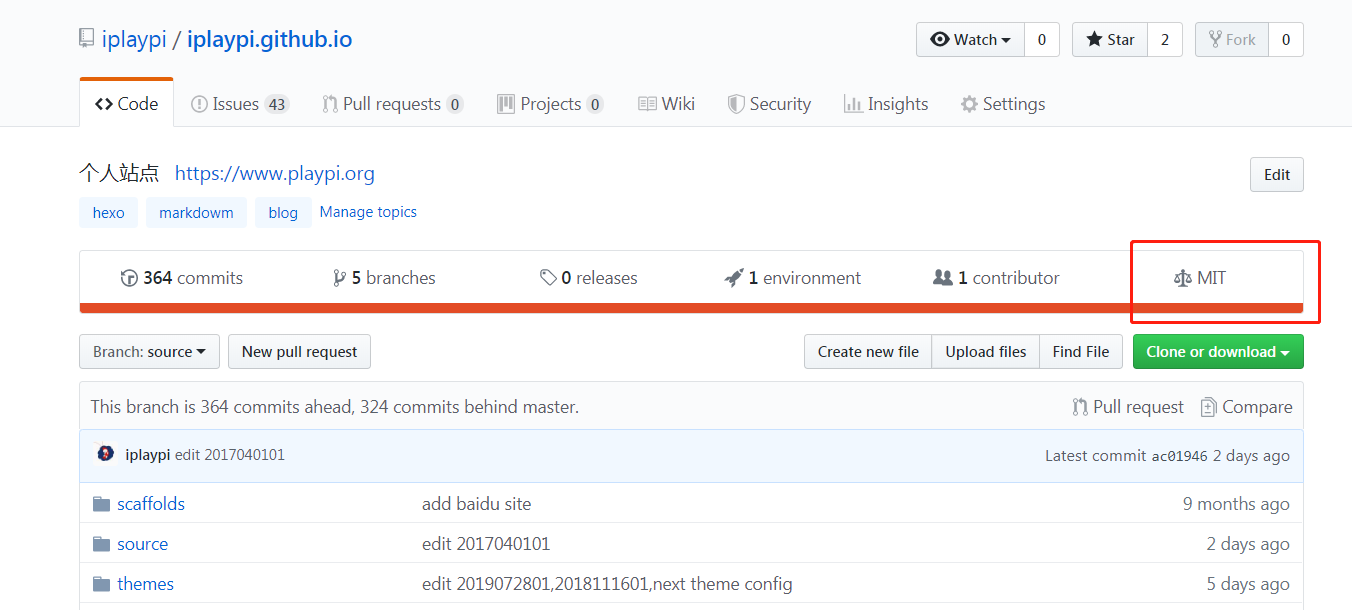 iplaypi / iplaypi.github.io Watch 0 Star 2 Fork 0
Code Issues 43 Pull requests 0 Projects 0 Wiki Security Insights Settings
个人站点 https://www.playpi.org Edit
hexo markdowm blog Manage topics
364 commits 5 branches 0 releases 1 environment 1 contributor MIT
Branch: source New pull request Create new file Upload files Find File Clone or download
This branch is 364 commits ahead, 324 commits behind master. Pull request Compare
iplaypi edit 2017040101 Latest commit ac01946 2 days ago
scaffolds add baidu site 9 months ago
source edit 2017040101 2 days ago
themes edit 2019072801,2018111601,next theme config 5 days ago